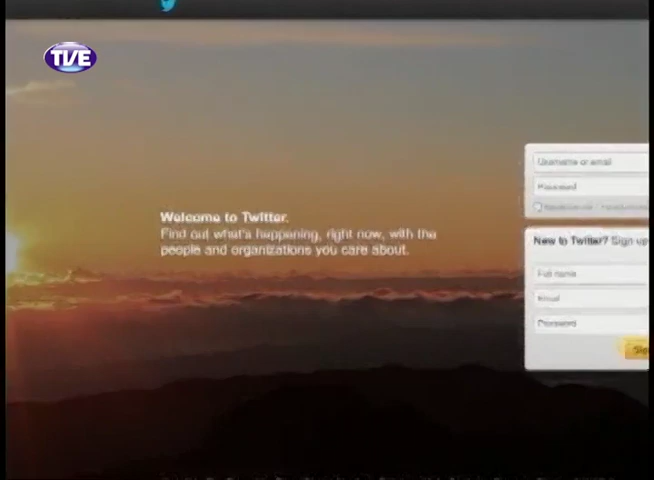 TVE
Username or email
Password
Welcome to Twitter.
Find out what's happening, right now, with the
people and organizations you care about.
New to Twitter? Sign up
Full name
Email
Password